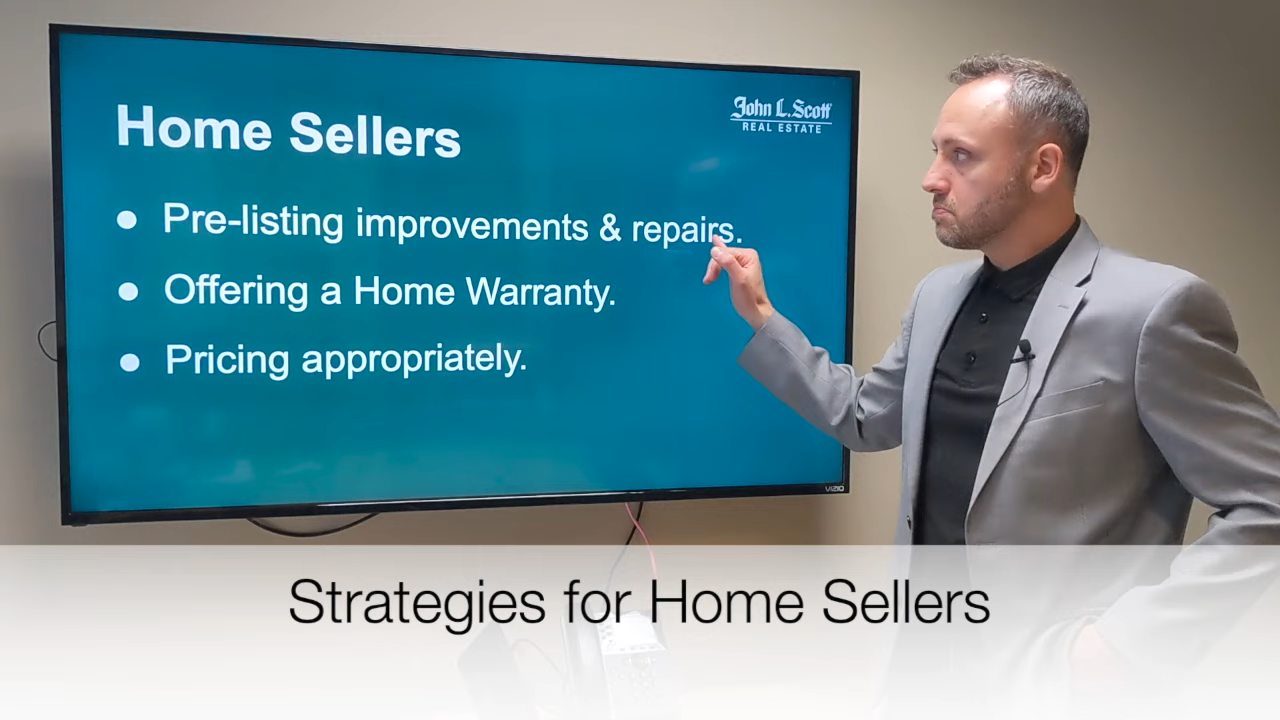 John L. Scott
REAL ESTATE
Home Sellers
● Pre-listing improvements & repairs.
● Offering a Home Warranty.
● Pricing appropriately.
VIZIO
Strategies for Home Sellers